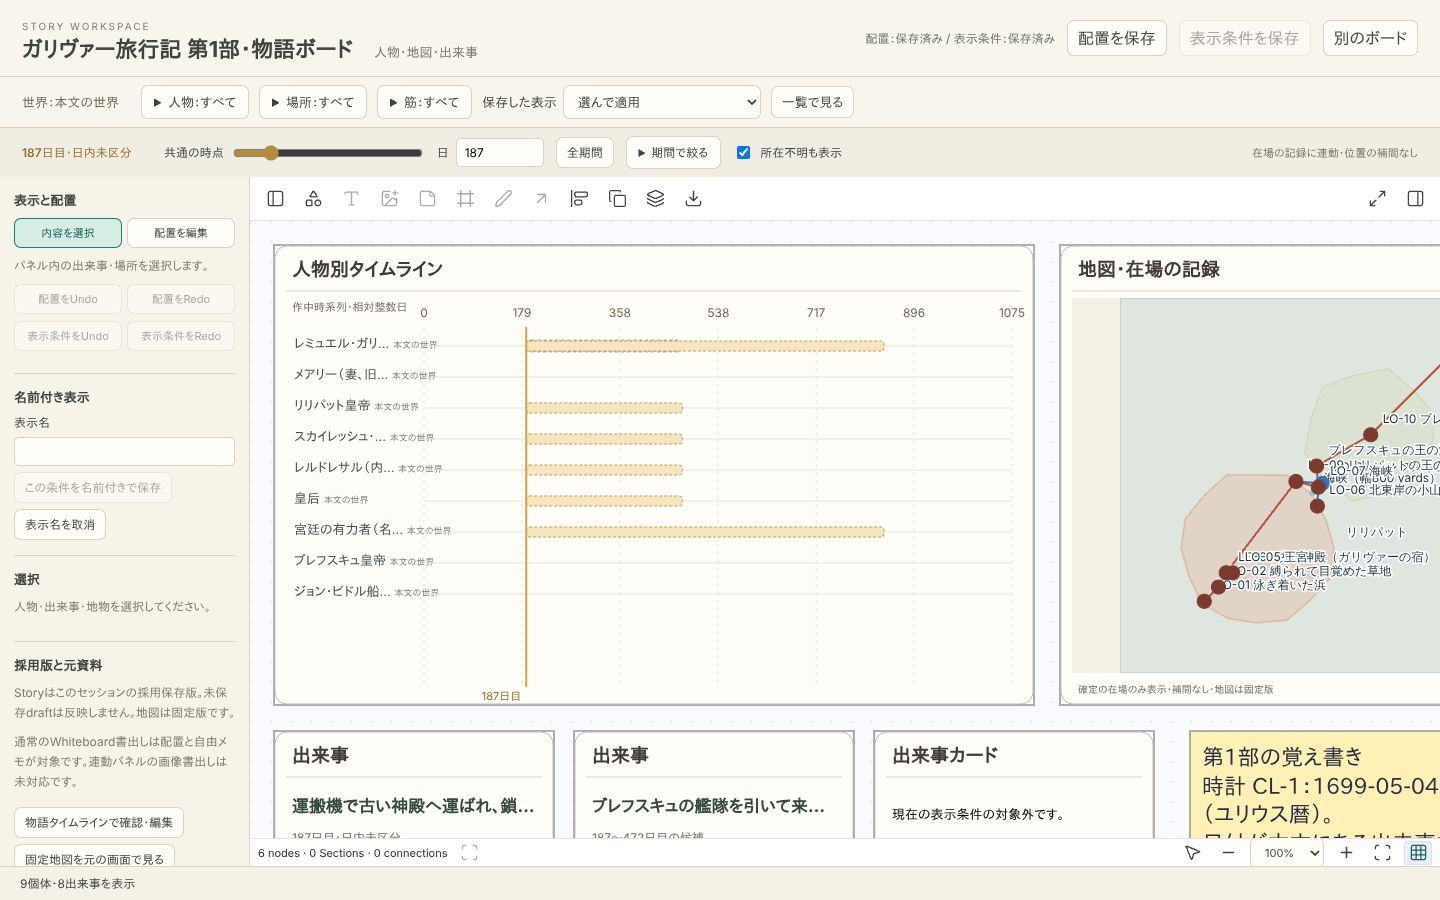 STORY WORKSPACE
ガリヴァー旅行記 第1部・物語ボード
人物・地図・出来事
配置:保存済み / 表示条件:保存済み
配置を保存
表示条件を保存
別のボード
世界:本文の世界
▶ 人物:すべて
▶ 場所:すべて
▶ 筋:すべて
保存した表示
選んで適用
一覧で見る
187日目・日内未区分
共通の時点
日
187
全期間
▶ 期間で絞る
所在不明も表示
在場の記録に連動・位置の補間なし
表示と配置
内容を選択
配置を編集
パネル内の出来事・場所を選択します。
配置をUndo
配置をRedo
表示条件をUndo
表示条件をRedo
名前付き表示
表示名
この条件を名前付きで保存
表示名を取消
選択
人物・出来事・地物を選択してください。
採用版と元資料
Storyはこのセッションの採用保存版。未保
存draftは反映しません。地図は固定版です。
通常のWhiteboard書出しは配置と自由メ
モが対象です。連動パネルの画像書出しは
未対応です。
物語タイムラインで確認・編集
固定地図を元の画面で見る
人物別タイムライン
作中時系列・相対整数日
0
179
358
538
717
896
1075
レミュエル・ガリ… 本文の世界
メアリー(妻、旧… 本文の世界
リリパット皇帝 本文の世界
スカイレッシュ・… 本文の世界
レルドレサル(内… 本文の世界
皇后 本文の世界
宮廷の有力者(名… 本文の世界
ブレフスキュ皇帝 本文の世界
ジョン・ビドル船… 本文の世界
187日目
地図・在場の記録
LO-10 ブレ
ブレフスキュの王の
LO-07 海峡
海峡(幅800 yards)
LO-06 北東岸の小山
リリパット
(ガリヴァーの宿)
LO-02 縛られて目覚めた草地
LO-01 泳ぎ着いた浜
確定の在場のみ表示・補間なし・地図は固定版
出来事
運搬機で古い神殿へ運ばれ、鎖…
187日目・日内未区分
出来事
ブレフスキュの艦隊を引いて来…
187〜472日目の候補
出来事カード
現在の表示条件の対象外です。
第1部の覚え書き
時計 CL-1:1699-05-04
(ユリウス暦)。
6 nodes · 0 Sections · 0 connections
100%
9個体・8出来事を表示